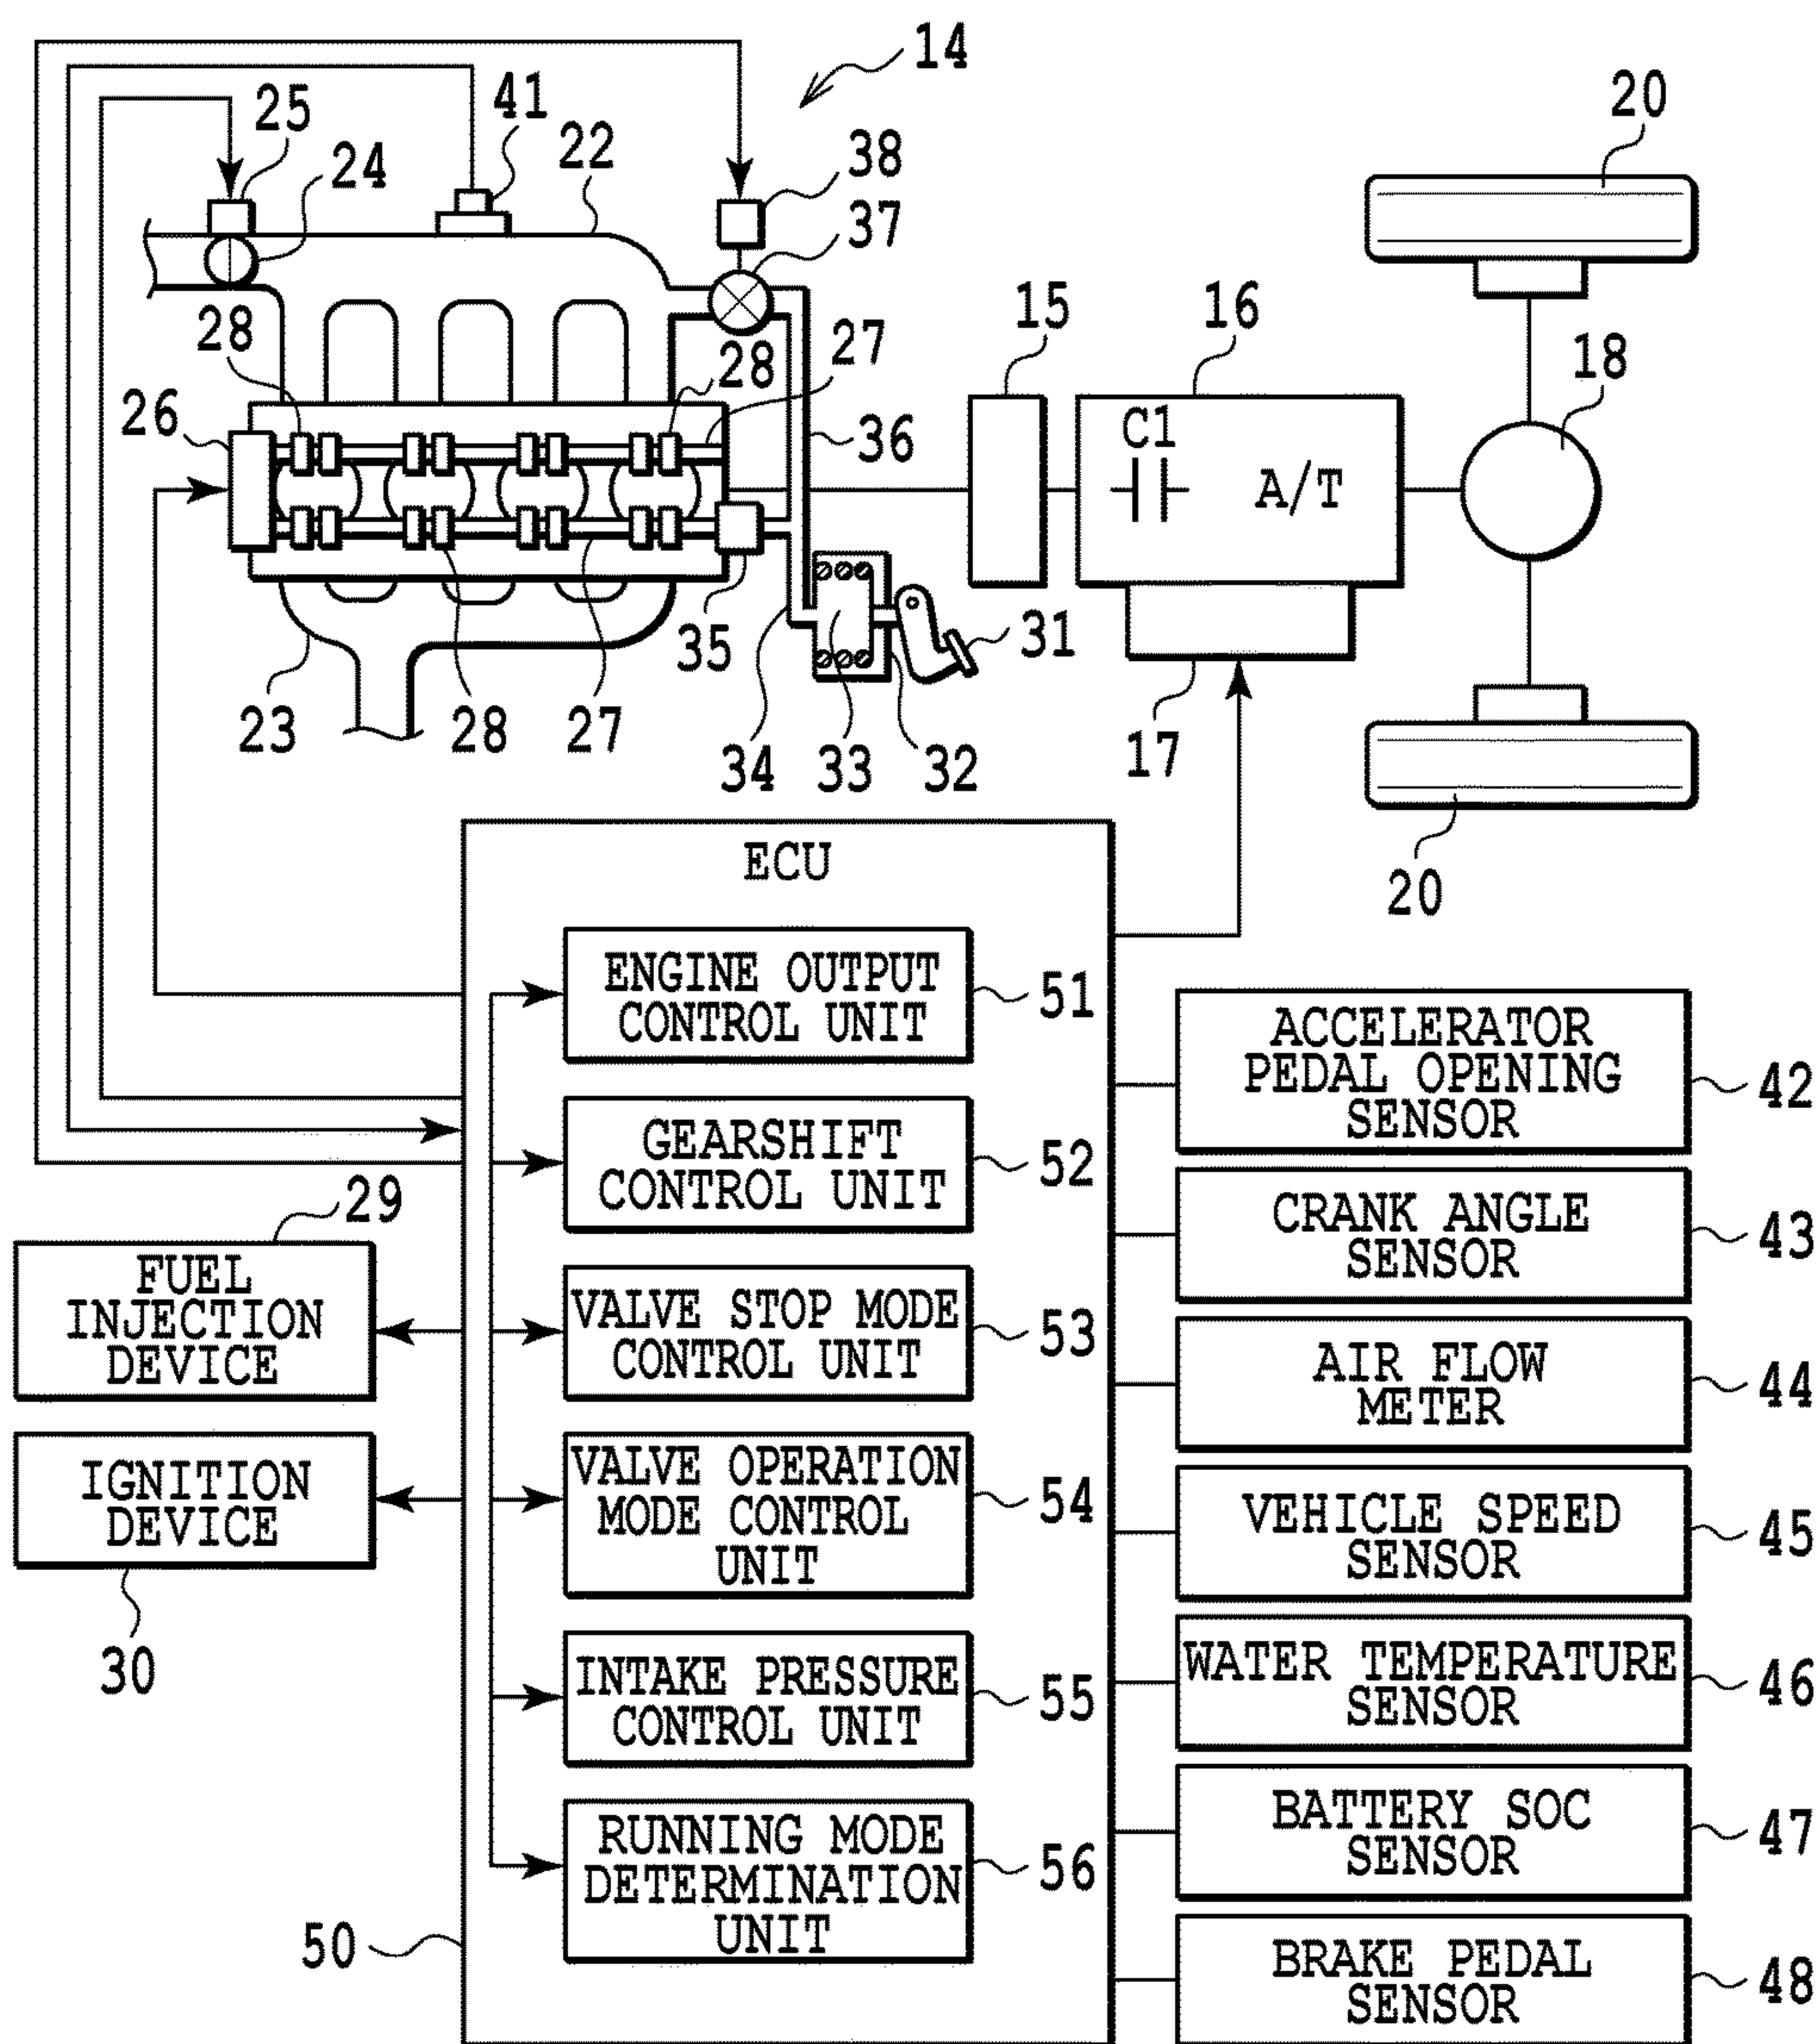 14
41
25
22
20
24
38
37
28
27
28
15
16
18
26
36
C1
A/T
35
31
23
28
27
34
33
32
17
20
ECU
ENGINE OUTPUT
CONTROL UNIT
51
ACCELERATOR
PEDAL OPENING
SENSOR
42
GEARSHIFT
CONTROL UNIT
52
CRANK ANGLE
SENSOR
43
29
FUEL
INJECTION
DEVICE
VALVE STOP MODE
CONTROL UNIT
53
AIR FLOW
METER
44
IGNITION
DEVICE
30
VALVE OPERATION
MODE CONTROL
UNIT
54
VEHICLE SPEED
SENSOR
45
INTAKE PRESSURE
CONTROL UNIT
55
WATER TEMPERATURE
SENSOR
46
RUNNING MODE
DETERMINATION
UNIT
56
BATTERY SOC
SENSOR
47
50
BRAKE PEDAL
SENSOR
48